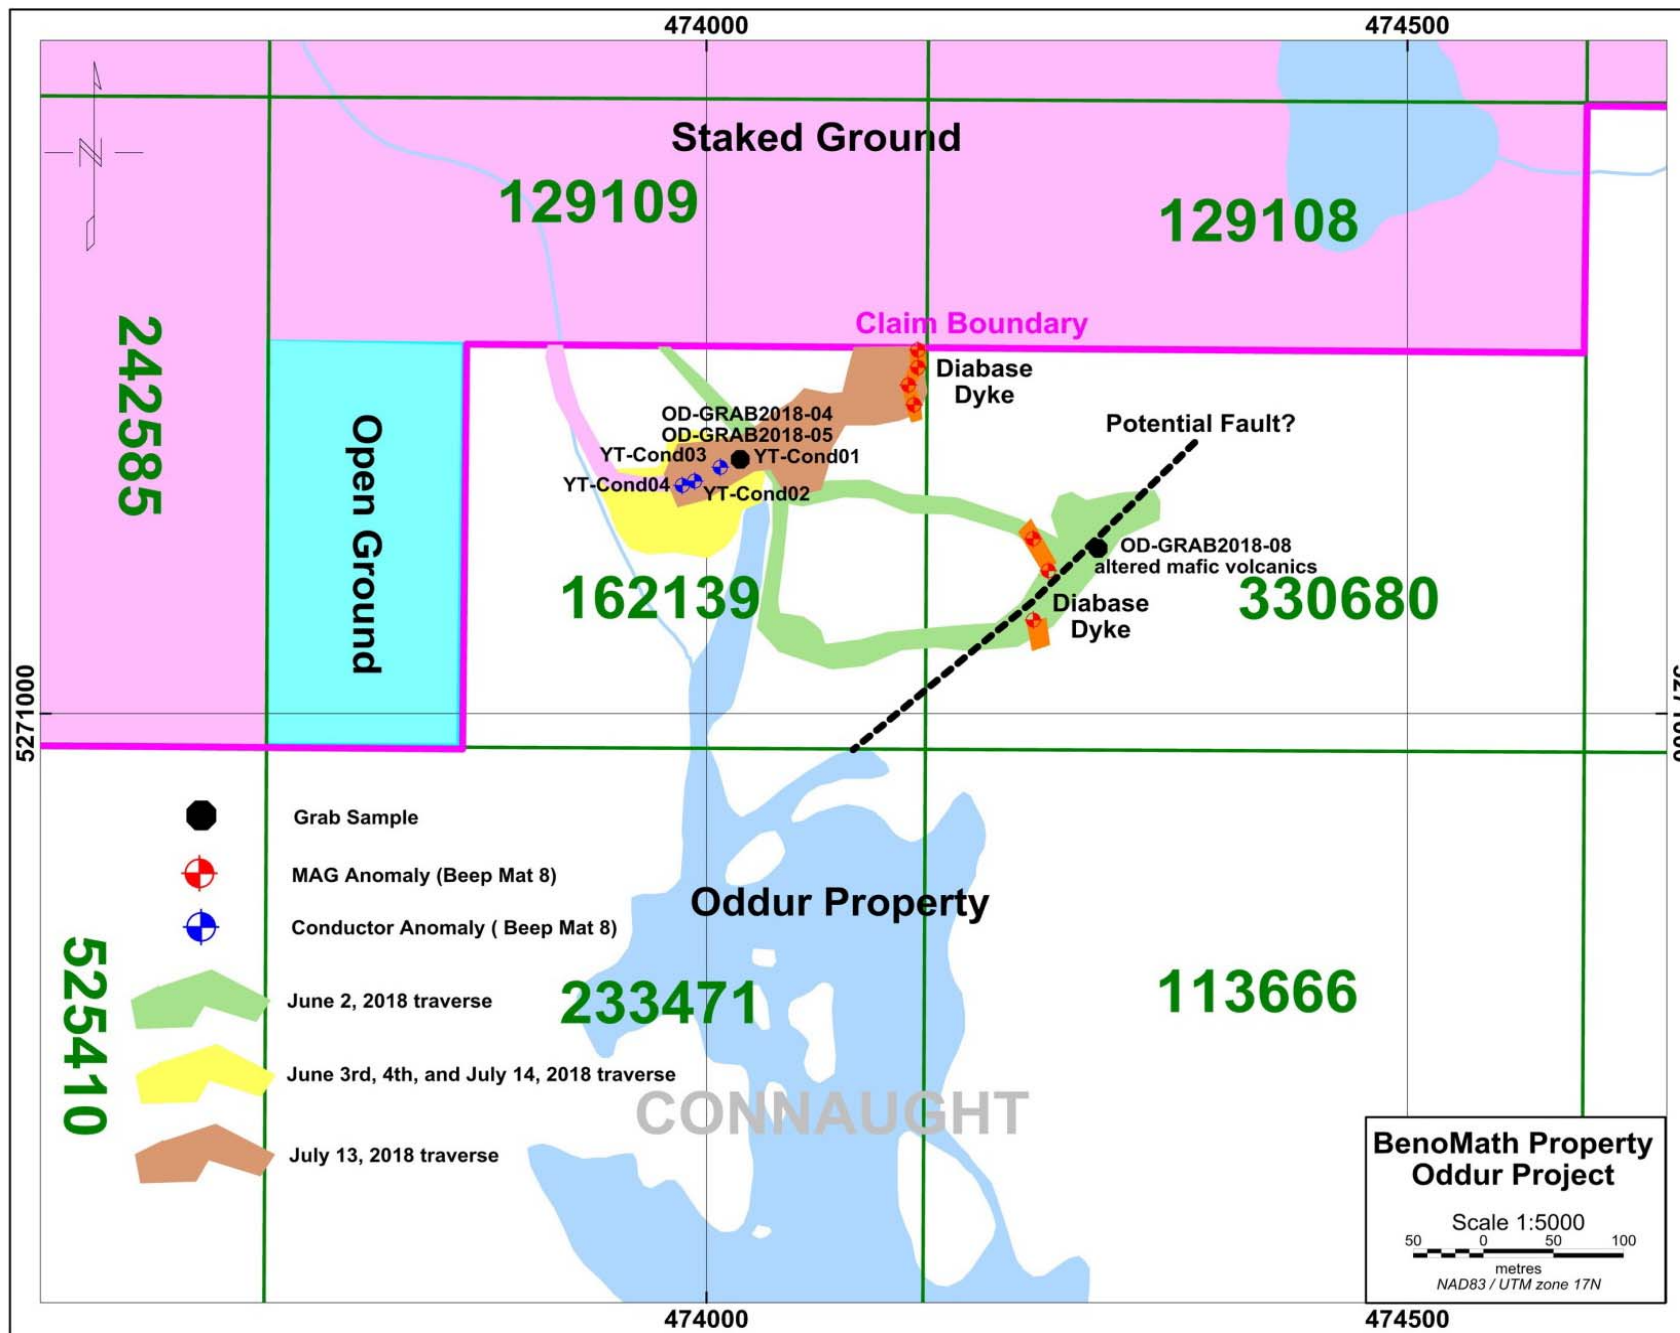 474000
474500
N
Staked Ground
129109
129108
242585
Claim Boundary
Open Ground
Diabase
Dyke
Potential Fault?
OD-GRAB2018-04
OD-GRAB2018-05
YT-Cond03
YT-Cond01
YT-Cond04
YT-Cond02
OD-GRAB2018-08
altered mafic volcanics
162139
330680
Diabase
Dyke
5271000
5271000
Grab Sample
MAG Anomaly (Beep Mat 8)
Conductor Anomaly ( Beep Mat 8)
Oddur Property
525410
June 2, 2018 traverse
233471
113666
June 3rd, 4th, and July 14, 2018 traverse
CONNAUGHT
July 13, 2018 traverse
BenoMath Property
Oddur Project
Scale 1:5000
50 0 50 100
metres
NAD83 / UTM zone 17N
474000
474500